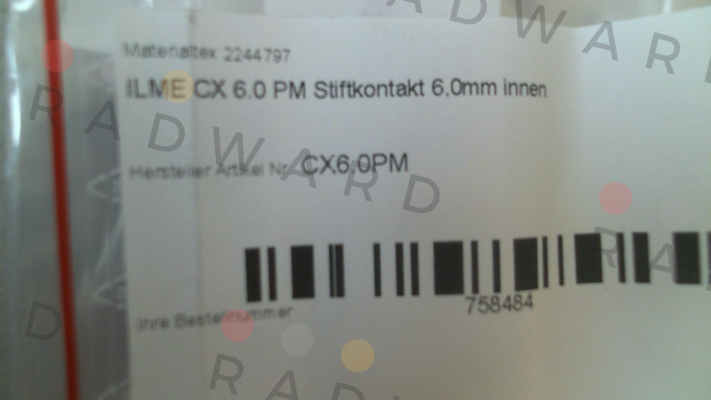 Materialtex 2244797
ILME CX 6.0 PM Stiftkontakt 6,0mm innen
Hersteller Artikel Nr. CX6,0PM
758484
Ihre Bestellnummer
RADWARD
RADWARD